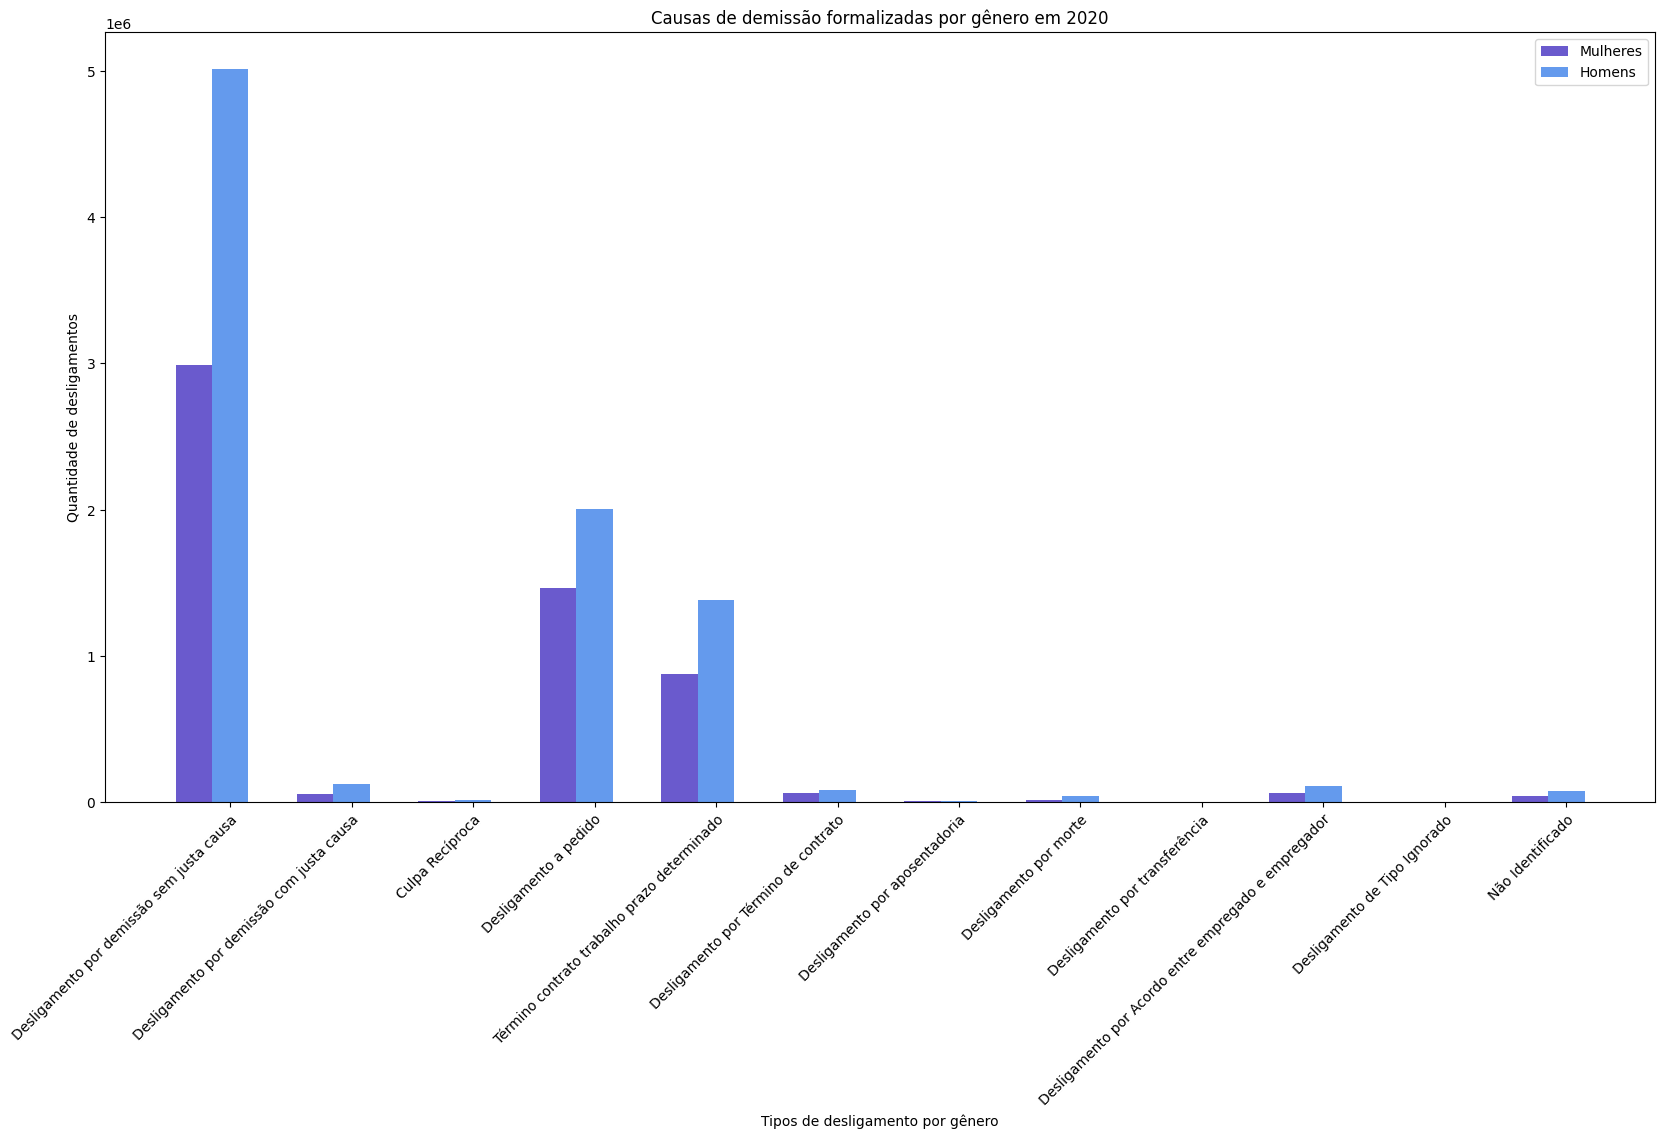 Causas de demissão formalizadas por gênero em 2020
1e6
Mulheres
Homens
5
4
3
2
1
0
Quantidade de desligamentos
Desligamento por demissão sem justa causa
Desligamento por demissão com justa causa
Culpa Recíproca
Desligamento a pedido
Término contrato trabalho prazo determinado
Desligamento por Término de contrato
Desligamento por aposentadoria
Desligamento por morte
Desligamento por transferência
Desligamento por Acordo entre empregado e empregador
Desligamento de Tipo Ignorado
Não Identificado
Tipos de desligamento por gênero